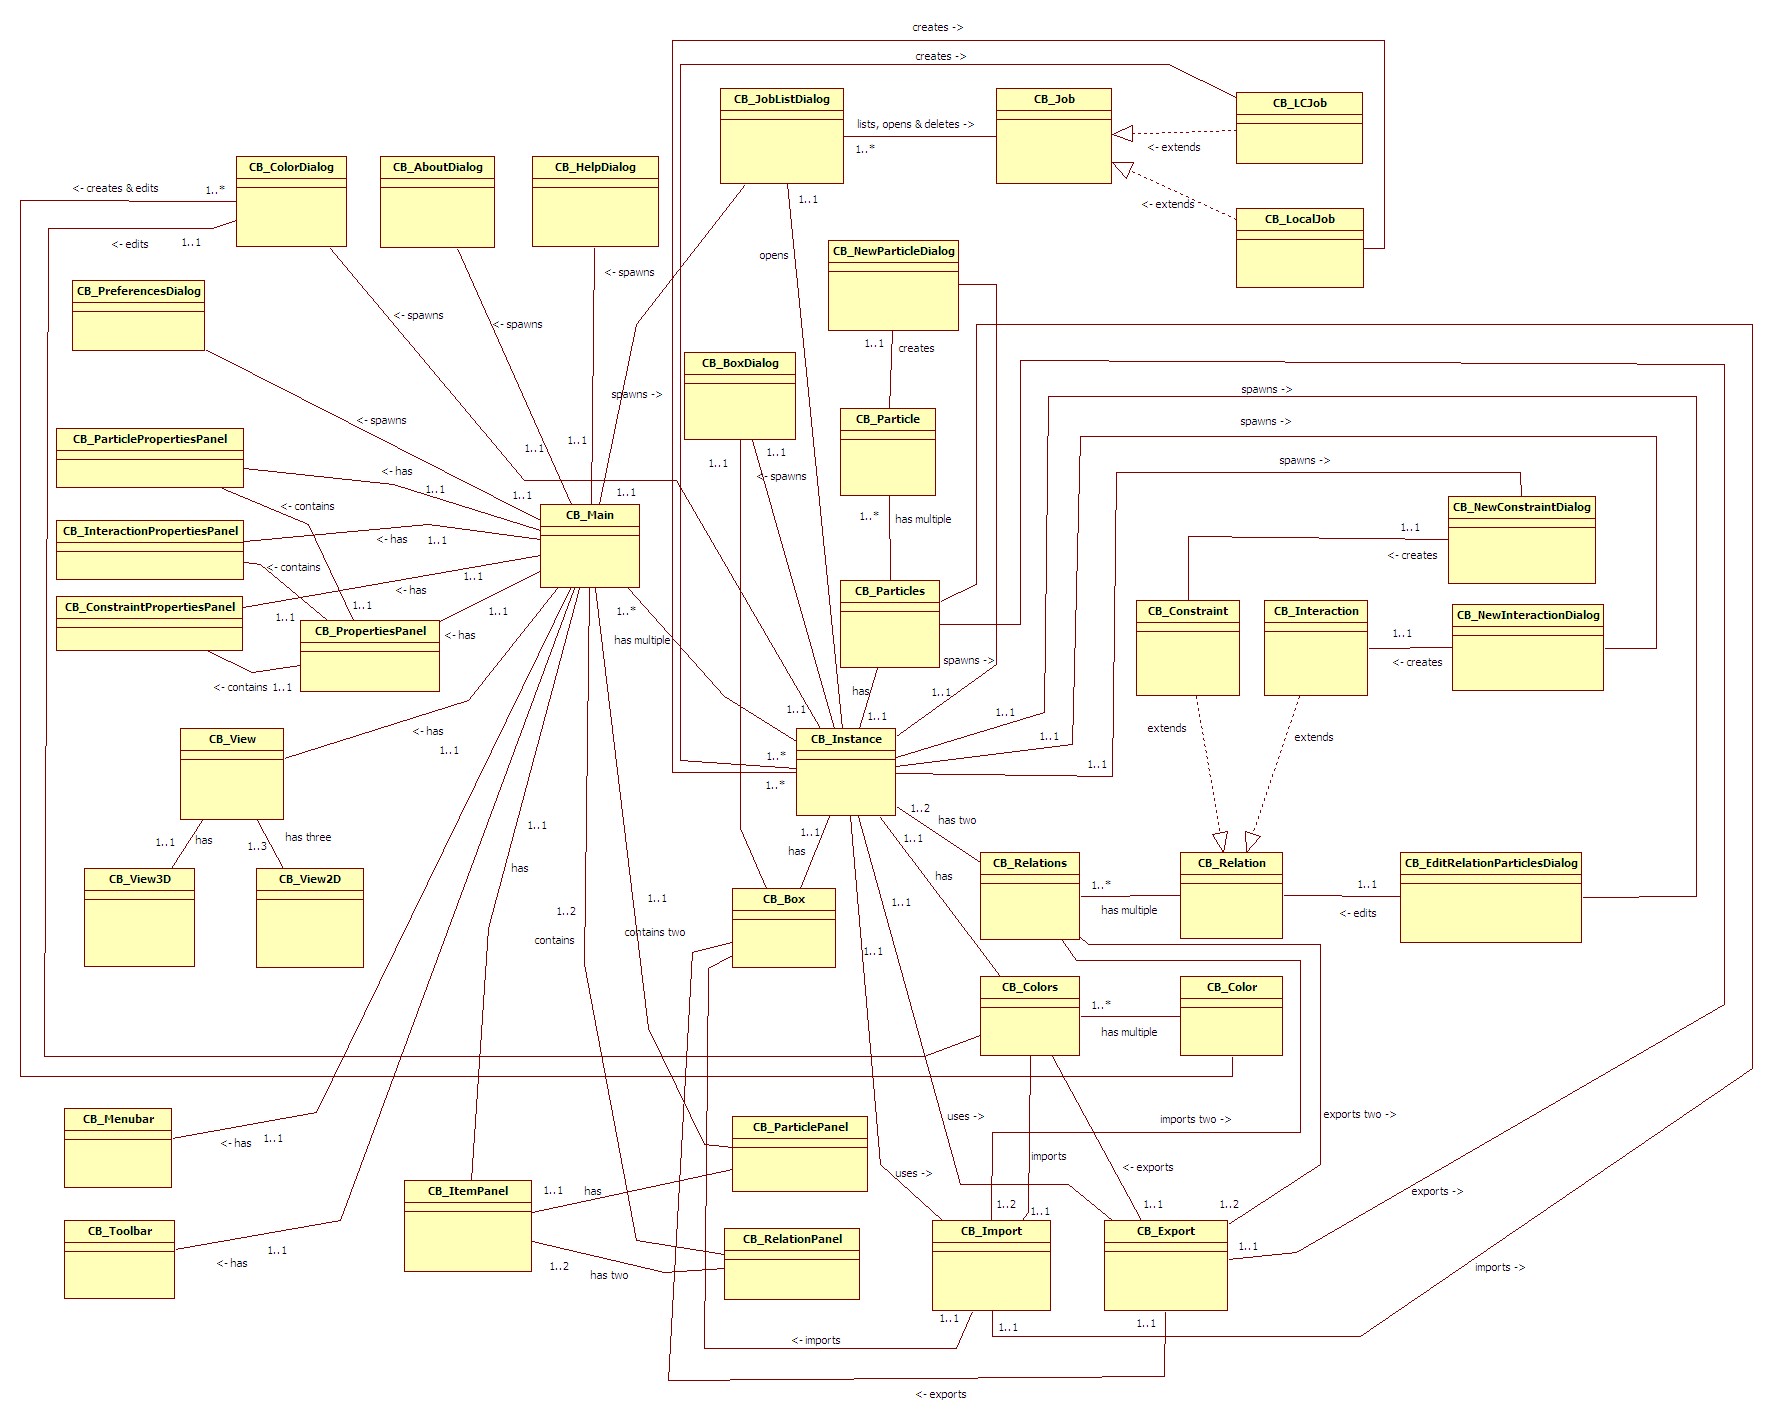 creates ->
creates ->
CB_JobListDialog
CB_Job
CB_LCJob
lists, opens & deletes ->
1..*
<- extends
CB_ColorDialog
CB_AboutDialog
CB_HelpDialog
<- creates & edits
1..*
1..1
<- extends
CB_LocalJob
<- edits
1..1
opens
CB_NewParticleDialog
<- spawns
CB_PreferencesDialog
<- spawns
<- spawns
1..1
creates
CB_BoxDialog
spawns ->
spawns ->
<- spawns
CB_Particle
spawns ->
CB_ParticlePropertiesPanel
1..1
1..1
1..1
1..1
spawns ->
<- has
<- spawns
1..1
1..1
1..1
CB_NewConstraintDialog
<- contains
CB_Main
1..*
has multiple
CB_InteractionPropertiesPanel
<- has
1..1
1..1
<- creates
<- contains
1..1
CB_Particles
<- has
CB_ConstraintPropertiesPanel
1..1
1..1
1..1
1..*
CB_Constraint
CB_Interaction
CB_NewInteractionDialog
CB_PropertiesPanel
<- has
has multiple
1..1
spawns ->
<- creates
<- contains
1..1
has
1..1
1..1
1..1
1..1
CB_View
<- has
1..1
CB_Instance
1..1
extends
extends
1..*
1..1
1..*
1..1
has
has three
1..3
1..1
1..1
1..2
has two
1..1
has
has
CB_View3D
CB_View2D
has
CB_Relations
CB_Relation
CB_EditRelationParticlesDialog
CB_Box
1..*
1..1
1..2
1..1
1..1
has multiple
<- edits
contains
contains two
1..1
CB_Colors
CB_Color
1..*
has multiple
CB_Menubar
uses ->
imports two ->
exports two ->
CB_ParticlePanel
<- has
1..1
imports
<- exports
uses ->
CB_ItemPanel
1..1
has
exports ->
1..2
1..1
1..1
1..2
CB_Toolbar
CB_RelationPanel
CB_Import
CB_Export
1..1
1..1
<- has
1..2
has two
imports ->
1..1
1..1
1..1
<- imports
<- exports